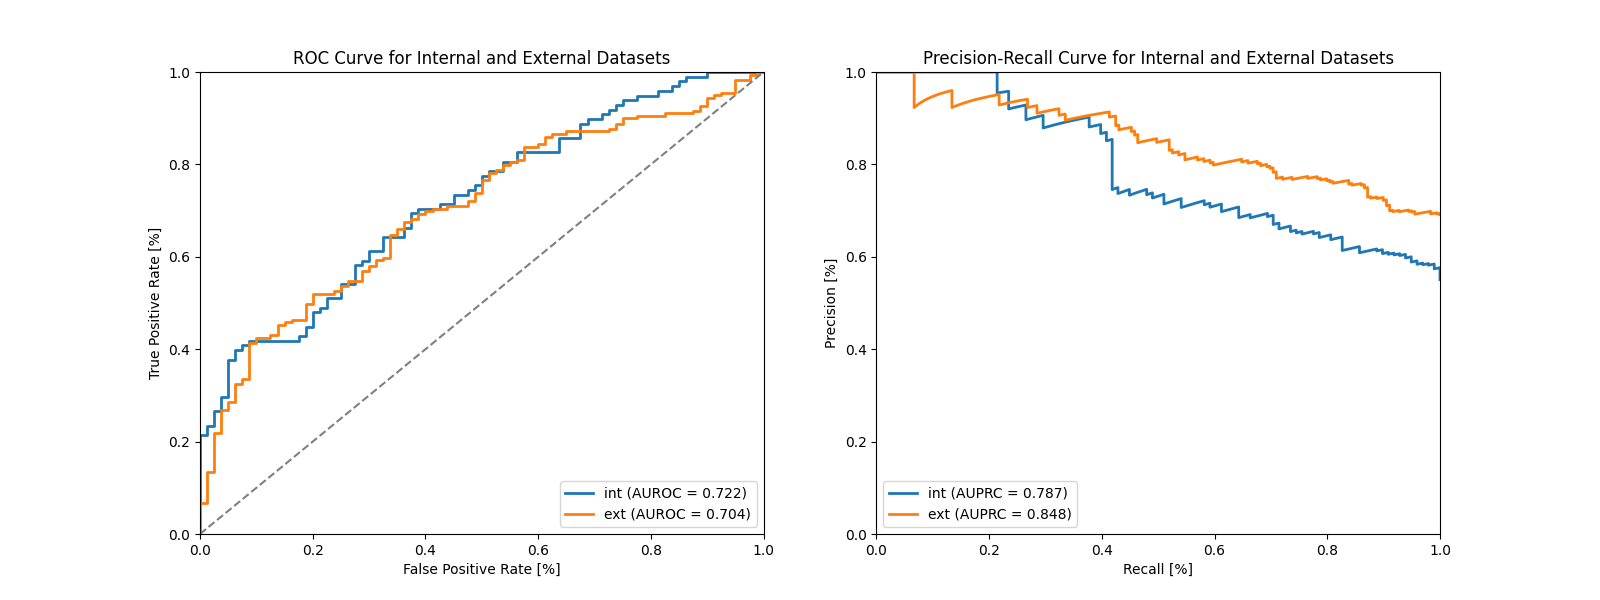 ROC Curve for Internal and External Datasets
1.0
0.8
0.6
0.4
0.2
0.0
True Positive Rate [%]
0.0 0.2 0.4 0.6 0.8 1.0
False Positive Rate [%]
int (AUROC = 0.722)
ext (AUROC = 0.704)
Precision-Recall Curve for Internal and External Datasets
1.0
0.8
0.6
0.4
0.2
0.0
Precision [%]
0.0 0.2 0.4 0.6 0.8 1.0
Recall [%]
int (AUPRC = 0.787)
ext (AUPRC = 0.848)